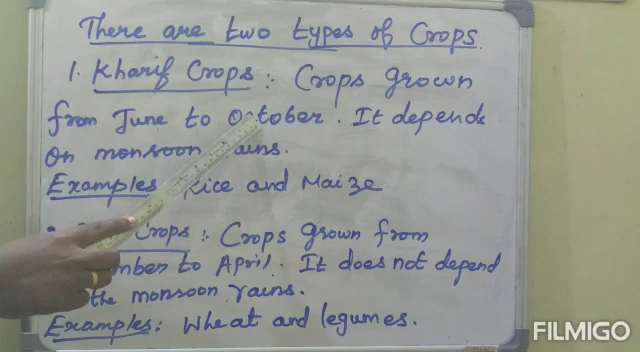 There are two types of Crops.
1. Kharif Crops : Crops grown
from June to October. It depends
on monsoon
Examples Rice and Maize
Crops : Crops grown from
to April. It does not depend
the monsoon rains.
Examples : Wheat and legumes.
FILMIGO